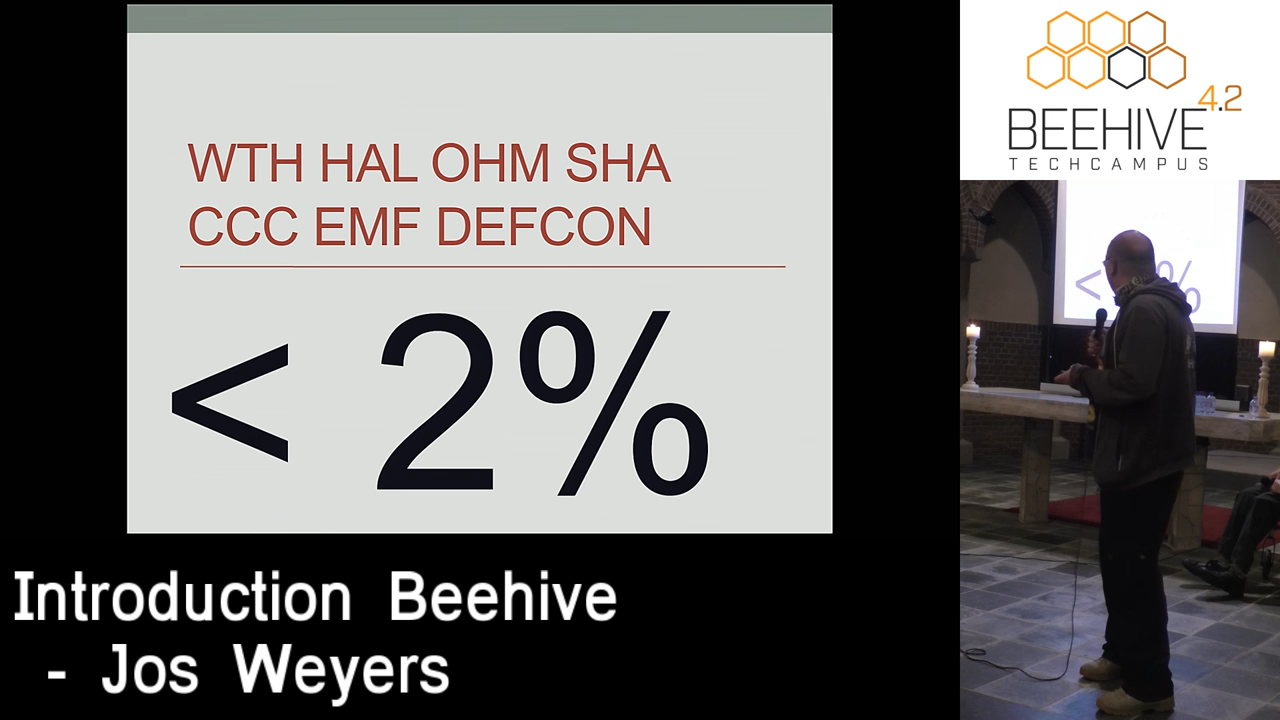 WTH HAL OHM SHA
CCC EMF DEFCON
< 2%
Introduction Beehive
- Jos Weyers
4.2
BEEHIVE
TECHCAMPUS
< %